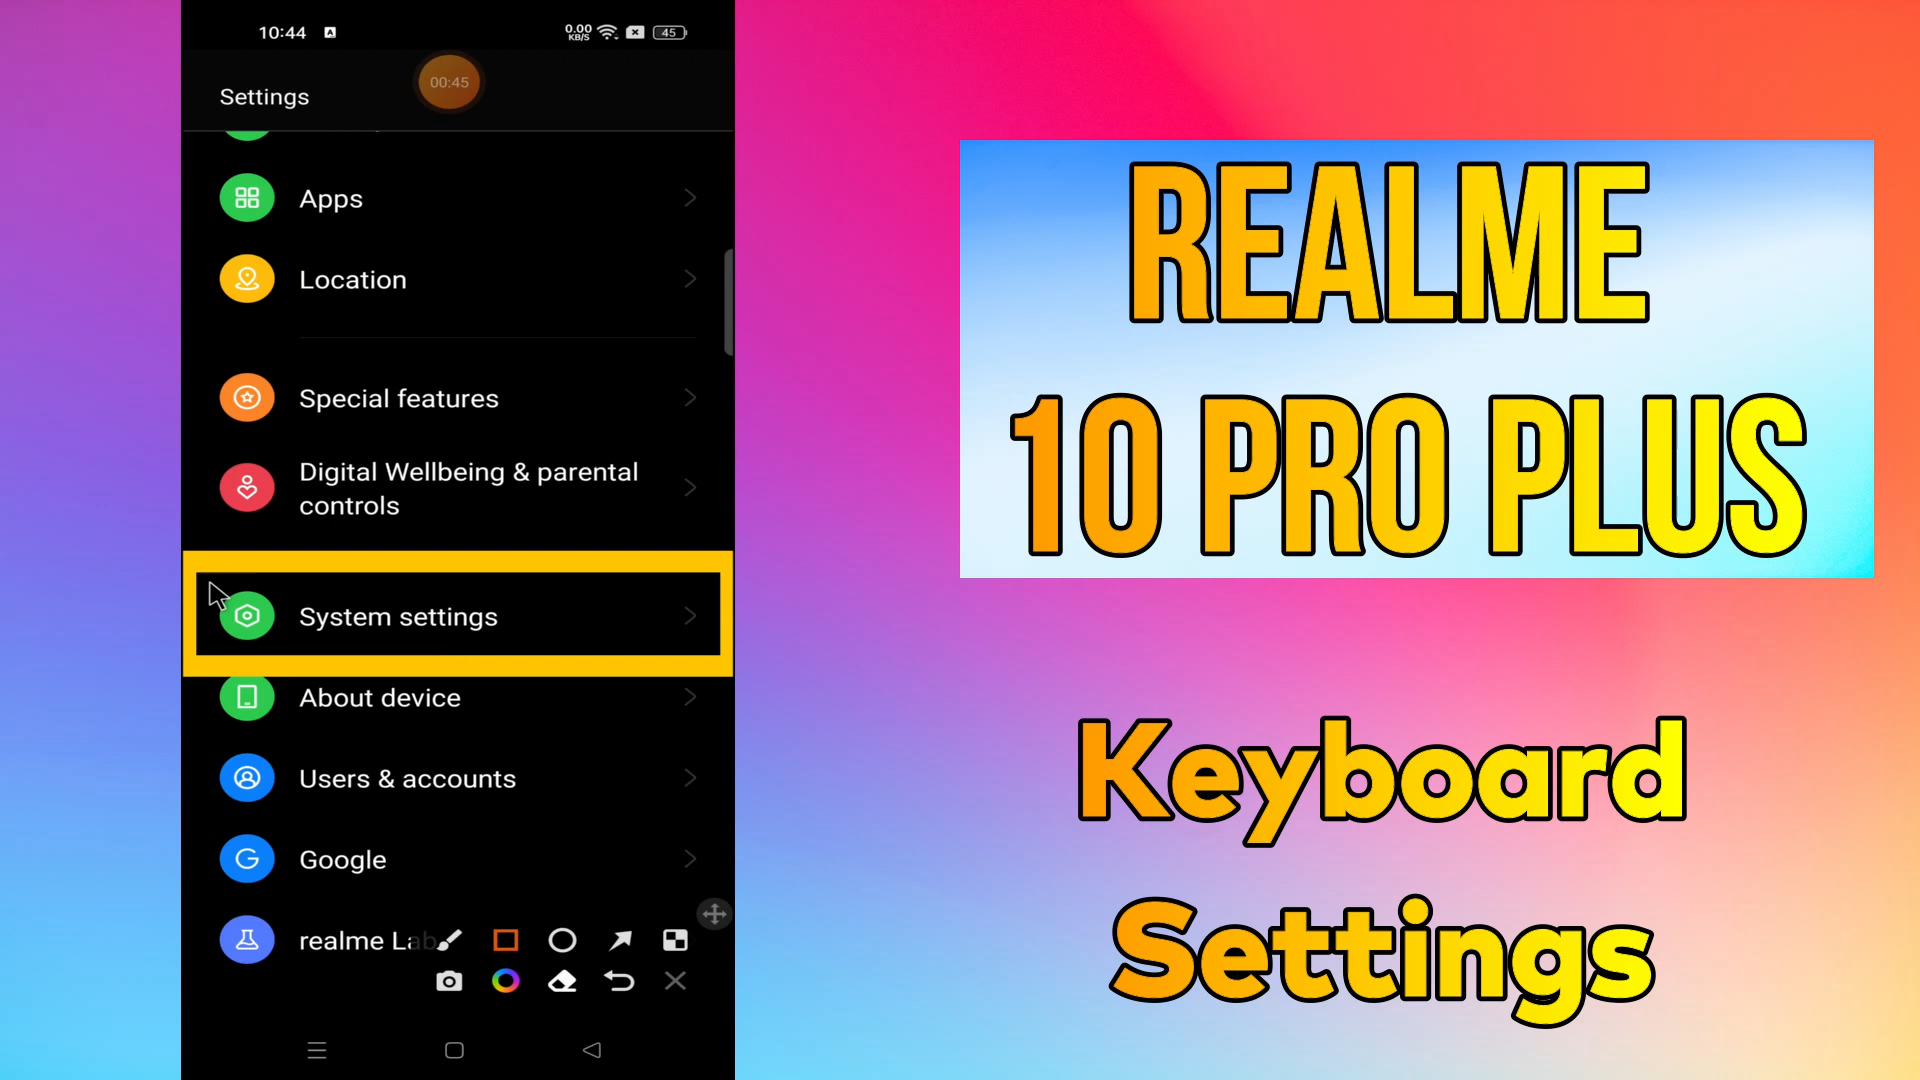 10:44
0.00
KB/S
45
00:45
Settings
Apps
Location
Special features
Digital Wellbeing & parental
controls
System settings
About device
Users & accounts
Google
realme Lab
REALME
10 PRO PLUS
Keyboard
Settings